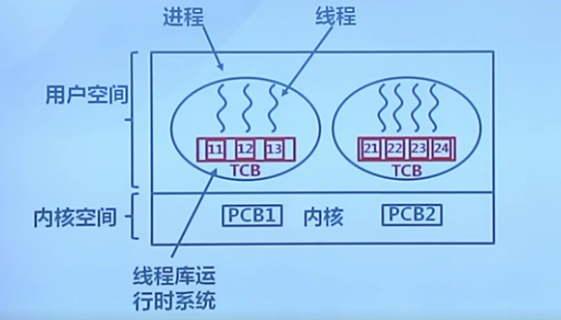 进程
线程
用户空间
11 12 13
21 22 23 24
TCB
TCB
内核空间
PCB1
内核
PCB2
线程库运
行时系统